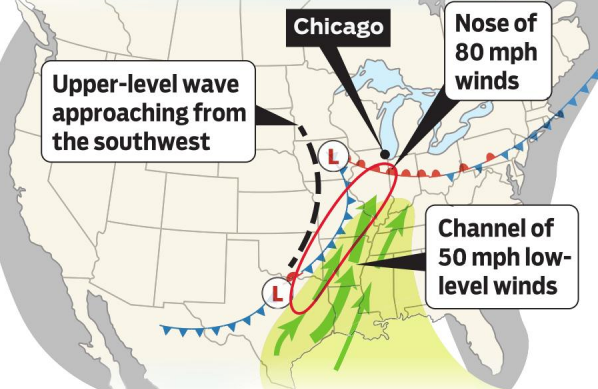 Chicago
Nose of
80 mph
winds
Upper-level wave
approaching from
the southwest
L
L
Channel of
50 mph low-
level winds